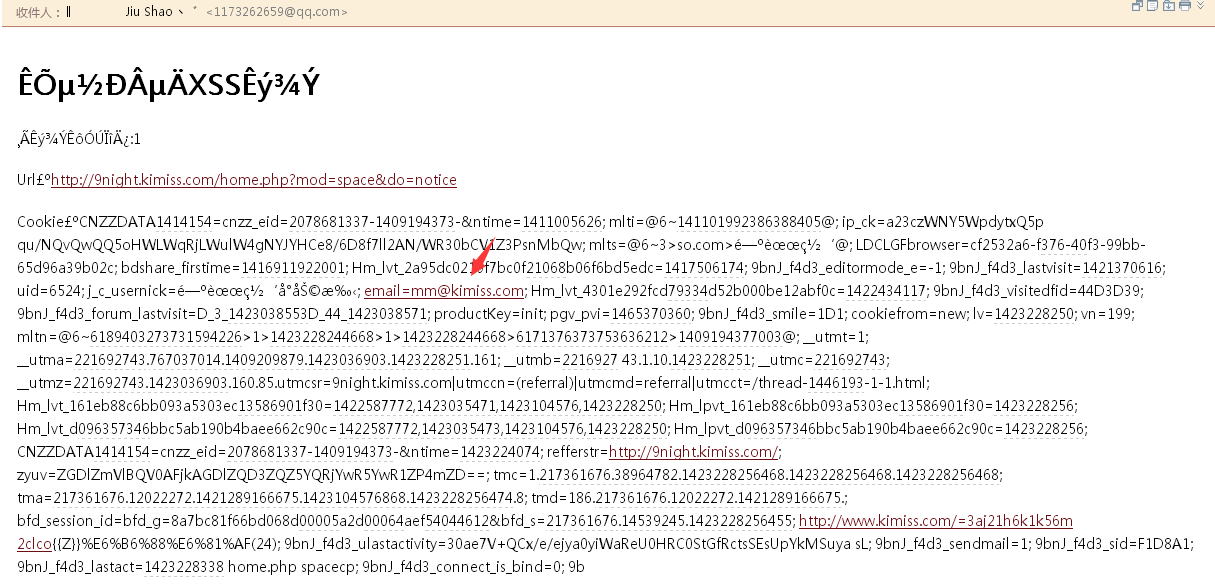 收件人： Jiu Shao 、 * <1173262659@qq.com>
ÊÕµ½ÐÂµÄXSSÊý¾Ý
¸ÃÊý¾ÝÊôÓÚÏîÄ¿:1
Url£ºhttp://9night.kimiss.com/home.php?mod=space&do=notice
Cookie£ºCNZZDATA1414154=cnzz_eid=2078681337-1409194373-&ntime=1411005626; mlti=@6~141101992386388405@; ip_ck=a23czWNY5WpdytxQ5p
qu/NQvQwQQ5oHWLWqRjLWulW4gNYJYHCe8/6D8f7ll2AN/WR30bCV1Z3PsnMbQw; mlts=@6~3>so.com>é—ºèœœç½‘@; LDCLGFbrowser=cf2532a6-f376-40f3-99bb-
65d96a39b02c; bdshare_firstime=1416911922001; =1417506174; 9bnJ_f4d3_editormode_e=-1; 9bnJ_f4d3_lastvisit=1421370616;
uid=6524; j_c_usernick=é—ºèœœç½‘å°åŠ©æ‰‹; email=mm@kimiss.com; Hm_lvt_4301e292fcd79334d52b000be12abf0c=1422434117; 9bnJ_f4d3_visitedfid=44D3D39;
9bnJ_f4d3_forum_lastvisit=D_3_1423038553D_44_1423038571; productKey=init; pgv_pvi=1465370360; 9bnJ_f4d3_smile=1D1; cookiefrom=new; lv=1423228250; vn=199;
mltn=@6~6189403273731594226>1>1423228244668>1>1423228244668>6171376373753636212>1409194377003@; __utmt=1;
__utma=221692743.767037014.1409209879.1423036903.1423228251.161; __utmb=2216927 43.1.10.1423228251; __utmc=221692743;
__utmz=221692743.1423036903.160.85.utmcsr=9night.kimiss.com|utmccn=(referral)|utmcmd=referral|utmcct=/thread-1446193-1-1.html;
Hm_lvt_161eb88c6bb093a5303ec13586901f30=1422587772,1423035471,1423104576,1423228250; Hm_lpvt_161eb88c6bb093a5303ec13586901f30=1423228256;
Hm_lvt_d096357346bbc5ab190b4baee662c90c=1422587772,1423035473,1423104576,1423228250; Hm_lpvt_d096357346bbc5ab190b4baee662c90c=1423228256;
CNZZDATA1414154=cnzz_eid=2078681337-1409194373-&ntime=1423224074; refferstr=http://9night.kimiss.com/;
zyuv=ZGDlZmVlBQV0AFjkAGDlZQD3ZQZ5YQRjYwR5YwR1ZP4mZD==; tmc=1.217361676.38964782.1423228256468.1423228256468.1423228256468;
tma=217361676.12022272.1421289166675.1423104576868.1423228256474.8; tmd=186.217361676.12022272.1421289166675.;
bfd_session_id=bfd_g=8a7bc81f66bd068d00005a2d00064aef54044612&bfd_s=217361676.14539245.1423228256455; http://www.kimiss.com/=3aj21h6k1k56m
2clco{{Z}}%E6%B6%88%E6%81%AF(24); 9bnJ_f4d3_ulastactivity=30ae7V+QCx/e/ejya0yiWaReU0HRC0StGfRctsSEsUpYkMSuya sL; 9bnJ_f4d3_sendmail=1; 9bnJ_f4d3_sid=F1D8A1;
9bnJ_f4d3_lastact=1423228338 home.php spacecp; 9bnJ_f4d3_connect_is_bind=0; 9b